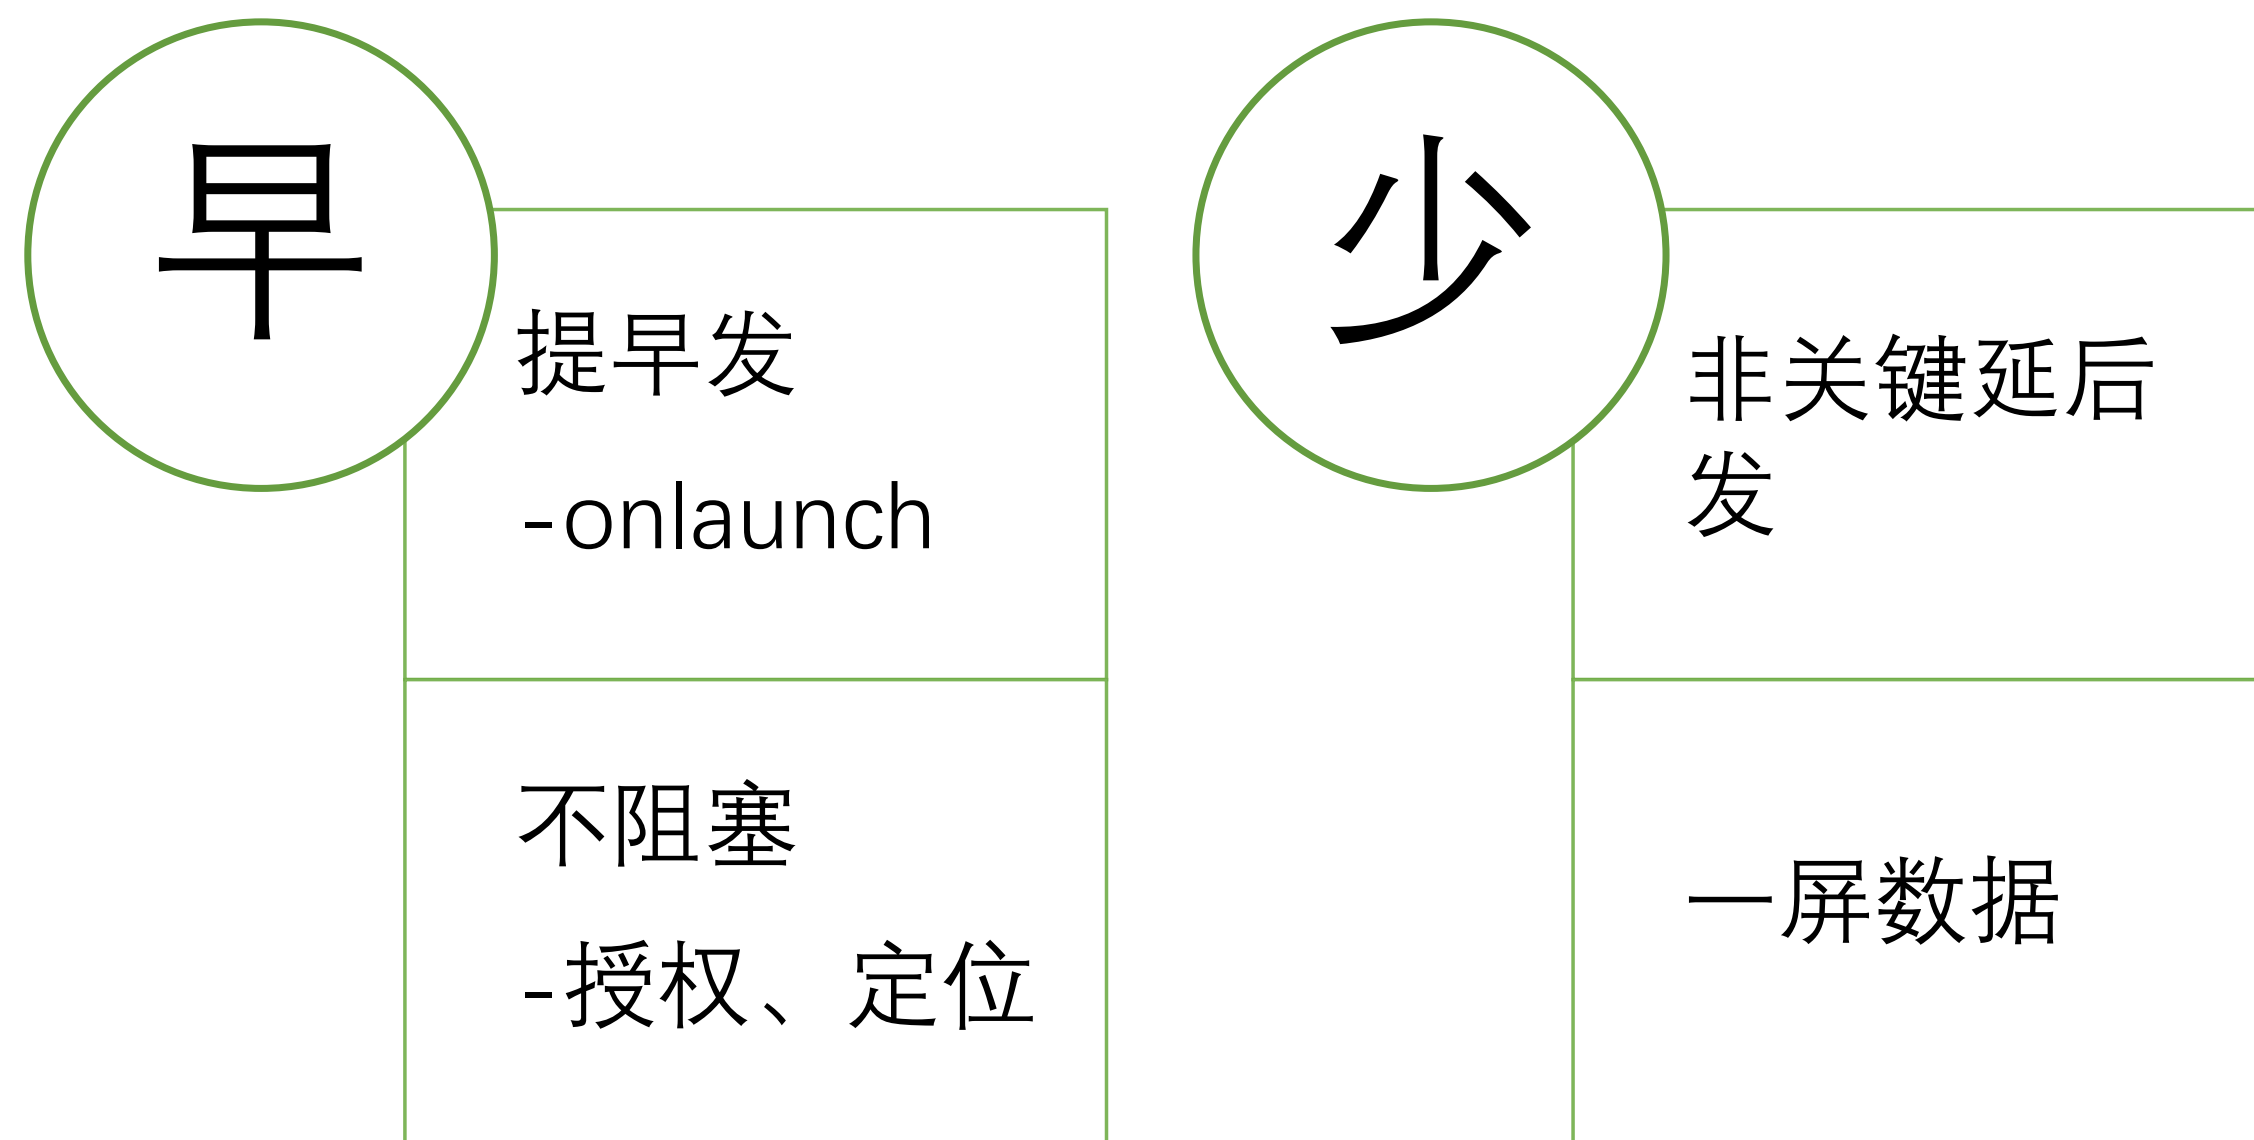 早
提早发
-onlaunch
不阻塞
-授权、定位
少
非关键延后
发
一屏数据